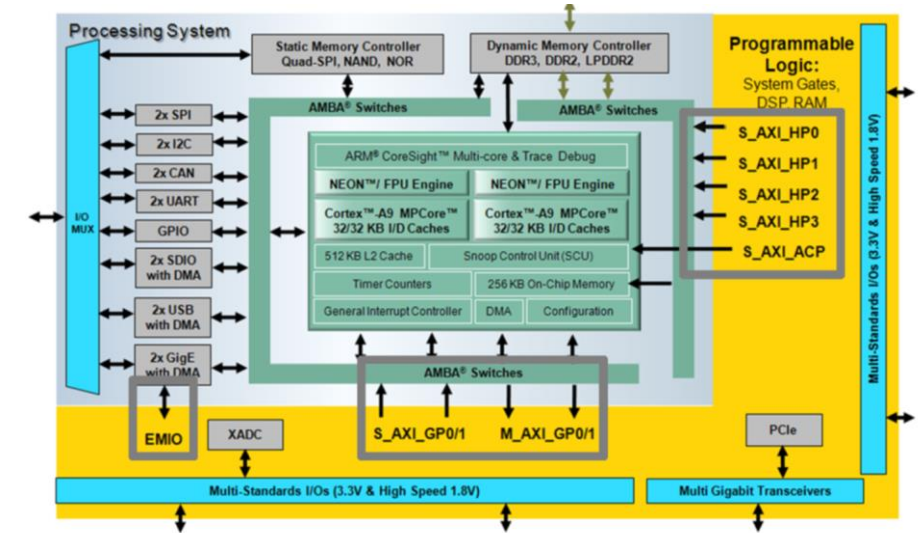 Processing System
Static Memory Controller
Quad-SPI, NAND, NOR
Dynamic Memory Controller
DDR3, DDR2, LPDDR2
Programmable
Logic:
System Gates,
DSP, RAM
AMBA® Switches
AMBA® Switches
2x SPI
2x I2C
2x CAN
2x UART
GPIO
2x SDIO
with DMA
2x USB
with DMA
2x GigE
with DMA
I/O
MUX
ARM® CoreSight™ Multi-core & Trace Debug
NEON™/ FPU Engine
NEON™/ FPU Engine
Cortex™-A9 MPCore™
32/32 KB I/D Caches
Cortex™-A9 MPCore™
32/32 KB I/D Caches
512 KB L2 Cache
Snoop Control Unit (SCU)
Timer Counters
256 KB On-Chip Memory
General Interrupt Controller
DMA
Configuration
S_AXI_HP0
S_AXI_HP1
S_AXI_HP2
S_AXI_HP3
S_AXI_ACP
Multi-Standards I/Os (3.3V & High Speed 1.8V)
AMBA® Switches
EMIO
XADC
S_AXI_GP0/1
M_AXI_GP0/1
PCIe
Multi-Standards I/Os (3.3V & High Speed 1.8V)
Multi Gigabit Transceivers